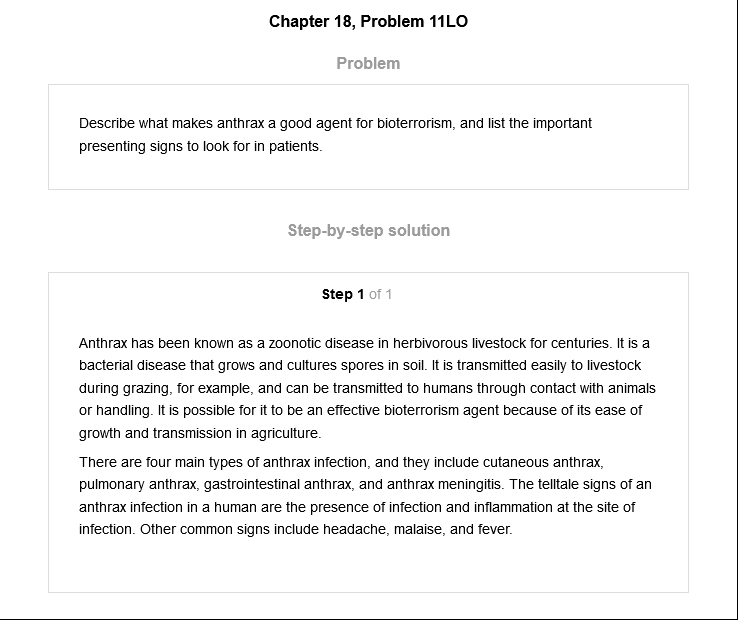 Chapter 18, Problem 11LO
Problem
Describe what makes anthrax a good agent for bioterrorism, and list the important
presenting signs to look for in patients.
Step-by-step solution
Step 1 of 1
Anthrax has been known as a zoonotic disease in herbivorous livestock for centuries. It is a
bacterial disease that grows and cultures spores in soil. It is transmitted easily to livestock
during grazing, for example, and can be transmitted to humans through contact with animals
or handling. It is possible for it to be an effective bioterrorism agent because of its ease of
growth and transmission in agriculture.
There are four main types of anthrax infection, and they include cutaneous anthrax,
pulmonary anthrax, gastrointestinal anthrax, and anthrax meningitis. The telltale signs of an
anthrax infection in a human are the presence of infection and inflammation at the site of
infection. Other common signs include headache, malaise, and fever.